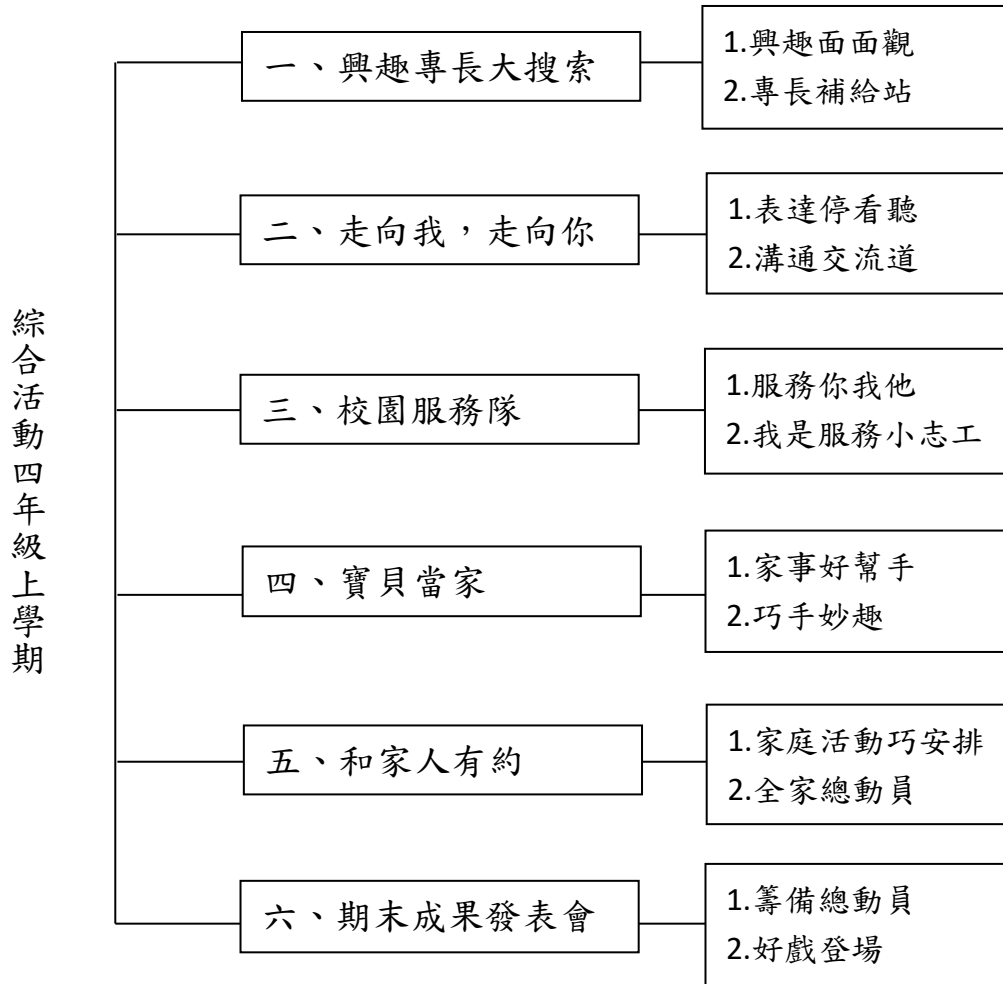 綜合活動四年級上學期
一、興趣專長大搜索
1.興趣面面觀
2.專長補給站
二、走向我，走向你
1.表達停看聽
2.溝通交流道
三、校園服務隊
1.服務你我他
2.我是服務小志工
四、寶貝當家
1.家事好幫手
2.巧手妙趣
五、和家人有約
1.家庭活動巧安排
2.全家總動員
六、期末成果發表會
1.籌備總動員
2.好戲登場